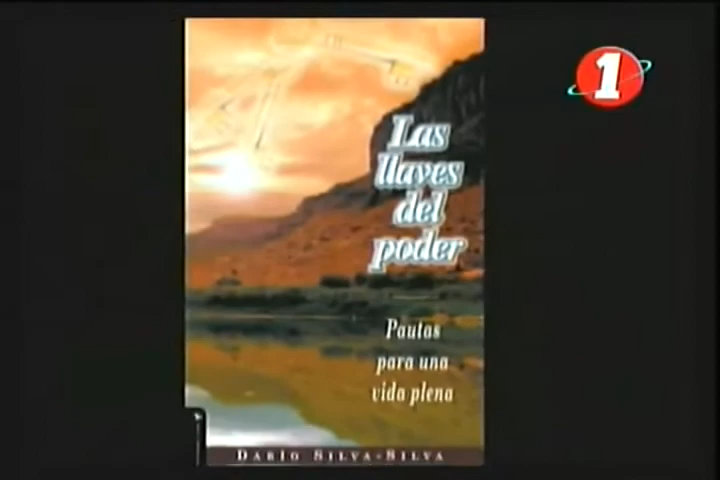 1
Las
llaves
del
poder
Pautas
para una
vida plena
DARÍO SILVA-SILVA